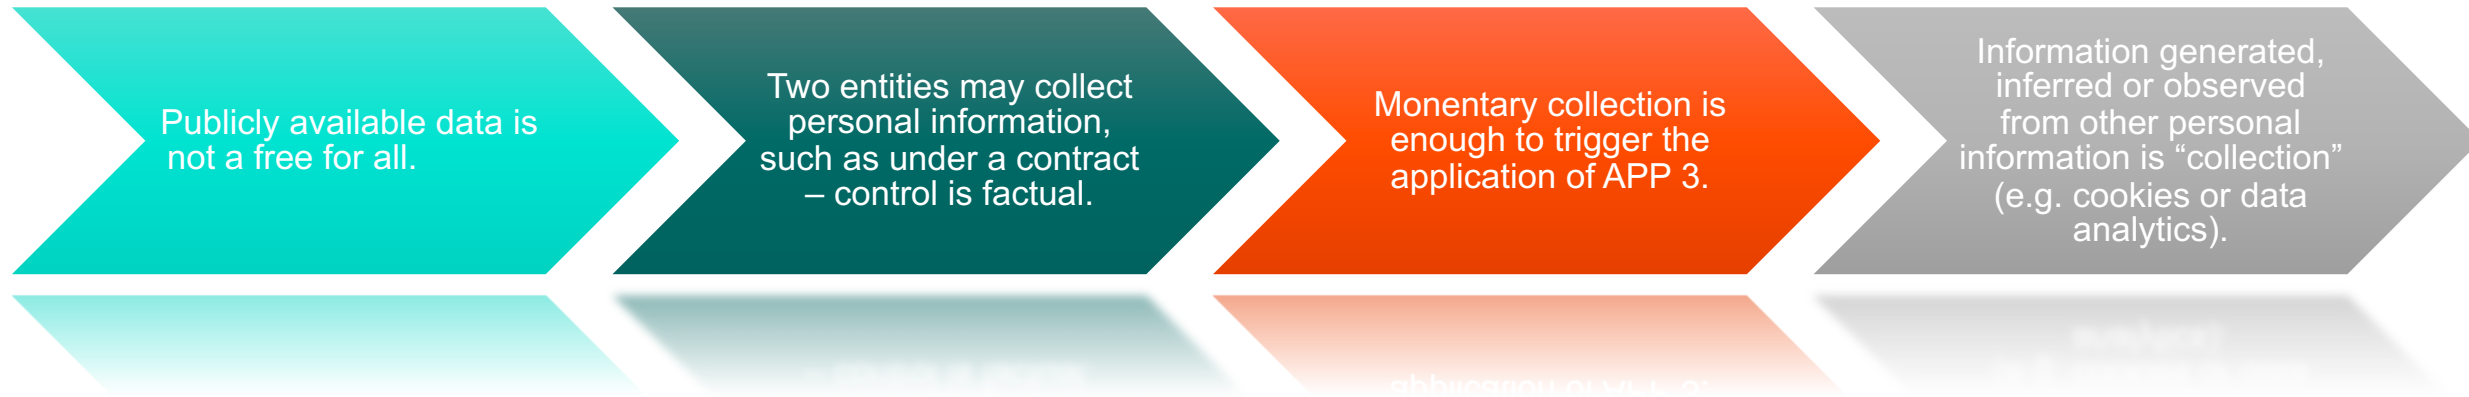 Publicly available data is
not a free for all.
Two entities may collect
personal information,
such as under a contract
– control is factual.
Monentary collection is
enough to trigger the
application of APP 3.
Information generated,
inferred or observed
from other personal
information is “collection”
(e.g. cookies or data
analytics).